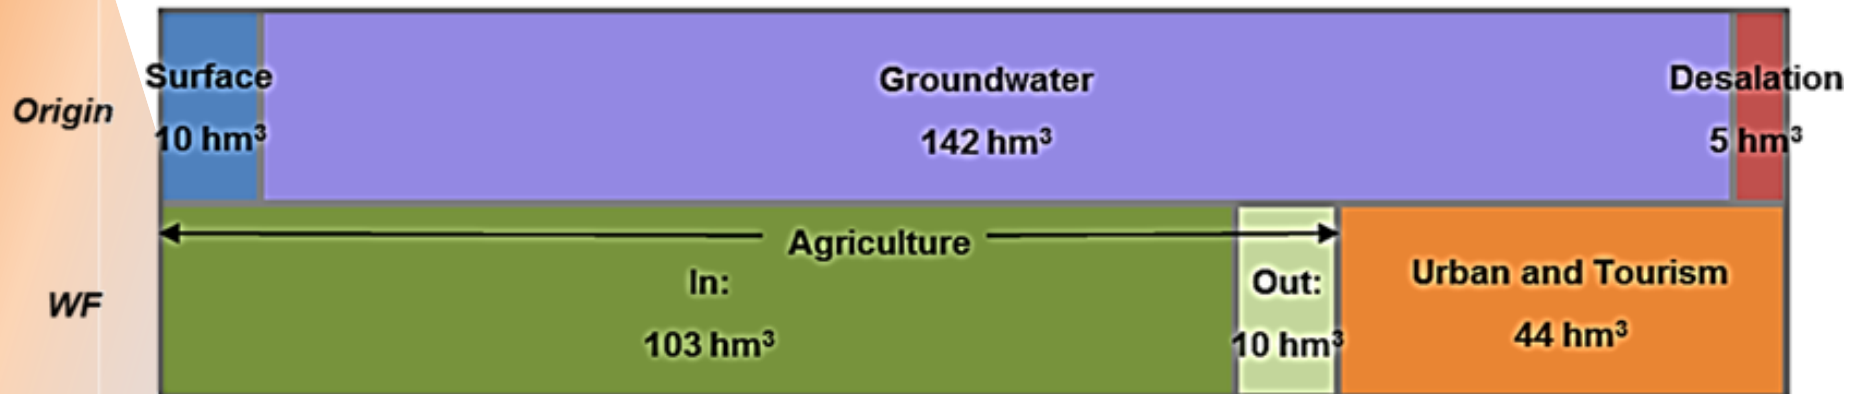 Origin
Surface
10 hm³
Groundwater
142 hm³
Desalation
5 hm³
WF
Agriculture
In:
103 hm³
Out:
10 hm³
Urban and Tourism
44 hm³